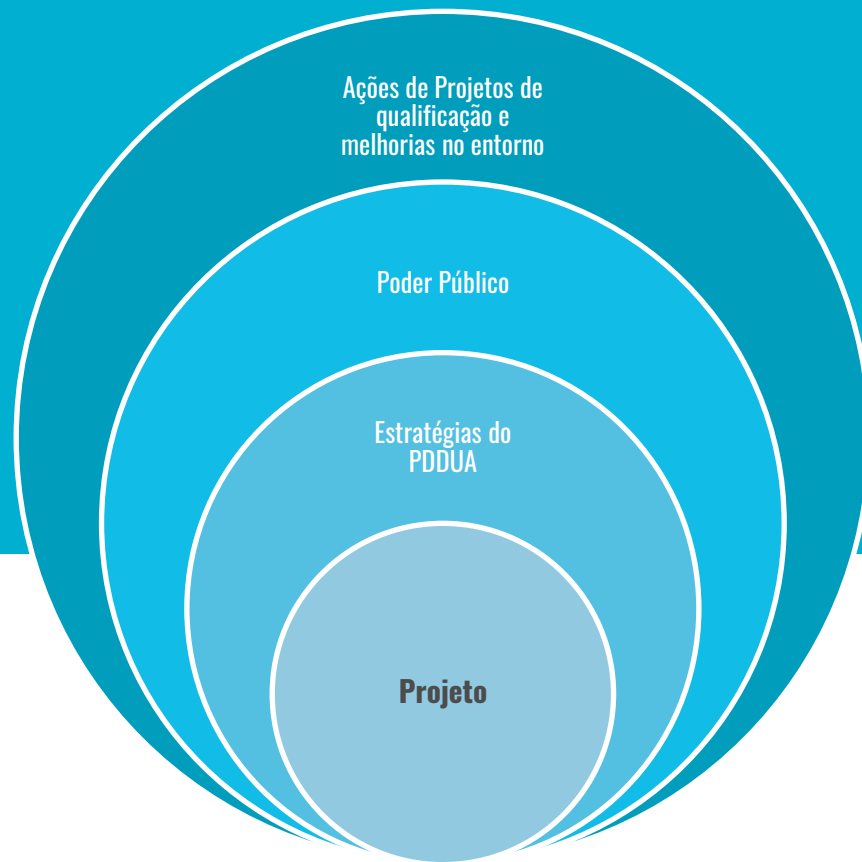 Ações de Projetos de
qualificação e
melhorias no entorno
Poder Público
Estratégias do
PDDUA
Projeto